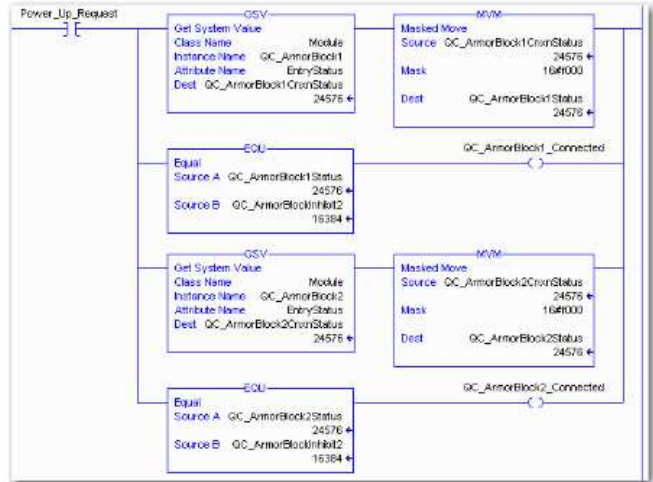 Power_Up_Request
GSV
Get System Value
Class Name Module
Instance Name QC_ArmorBlock1
Attribute Name EntryStatus
Dest QC_ArmorBlock1CnxnStatus
24576
MVM
Masked Move
Source QC_ArmorBlock1CnxnStatus
24576
Mask 16#f000
Dest QC_ArmorBlock1Status
24576
EQU
Equal
Source A QC_ArmorBlock1Status
24576
Source B QC_ArmorBlockInhibit2
16384
QC_ArmorBlock1_Connected
GSV
Get System Value
Class Name Module
Instance Name QC_ArmorBlock2
Attribute Name EntryStatus
Dest QC_ArmorBlock2CnxnStatus
24576
MVM
Masked Move
Source QC_ArmorBlock2CnxnStatus
24576
Mask 16#f000
Dest QC_ArmorBlock2Status
24576
EQU
Equal
Source A QC_ArmorBlock2Status
24576
Source B QC_ArmorBlockInhibit2
16384
QC_ArmorBlock2_Connected